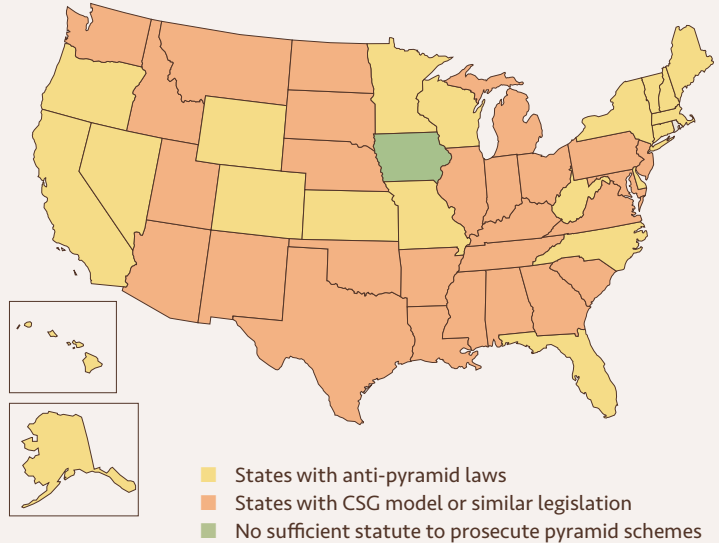 States with anti-pyramid laws
States with CSG model or similar legislation
No sufficient statute to prosecute pyramid schemes